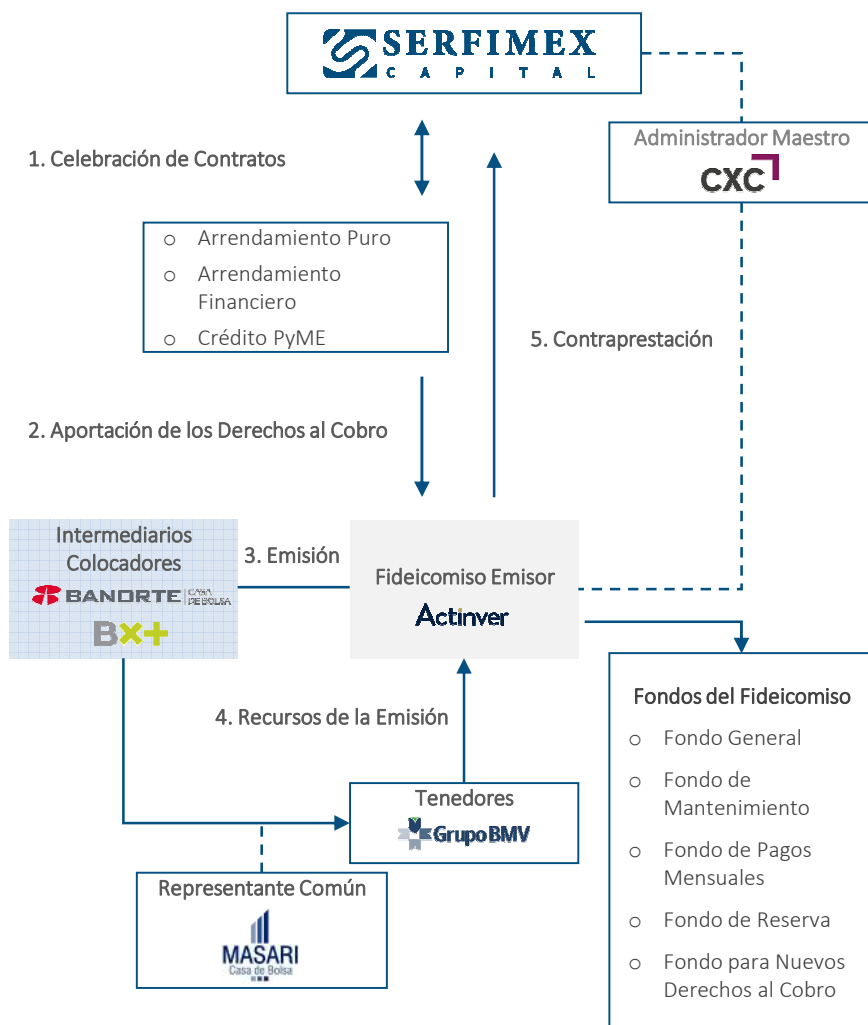 SERFIMEX
CAPITAL
Administrador Maestro
CXC
1. Celebración de Contratos
o Arrendamiento Puro
o Arrendamiento
Financiero
o Crédito PyME
5. Contraprestación
2. Aportación de los Derechos al Cobro
Intermediarios
Colocadores
BANORTE CASA
DE BOLSA
BX+
3. Emisión
Fideicomiso Emisor
Actinver
4. Recursos de la Emisión
Tenedores
Grupo BMV
Representante Común
MASARI
Casa de Bolsa
Fondos del Fideicomiso
o Fondo General
o Fondo de
Mantenimiento
o Fondo de Pagos
Mensuales
o Fondo de Reserva
o Fondo para Nuevos
Derechos al Cobro